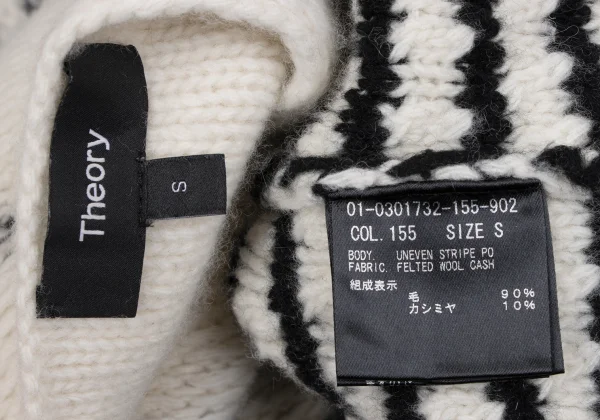 Theory
S
01-0301732-155-902
COL. 155 SIZE S
BODY. UNEVEN STRIPE PO
FABRIC. FELTED WOOL CASH
組成表示
毛 90%
カシミヤ 10%